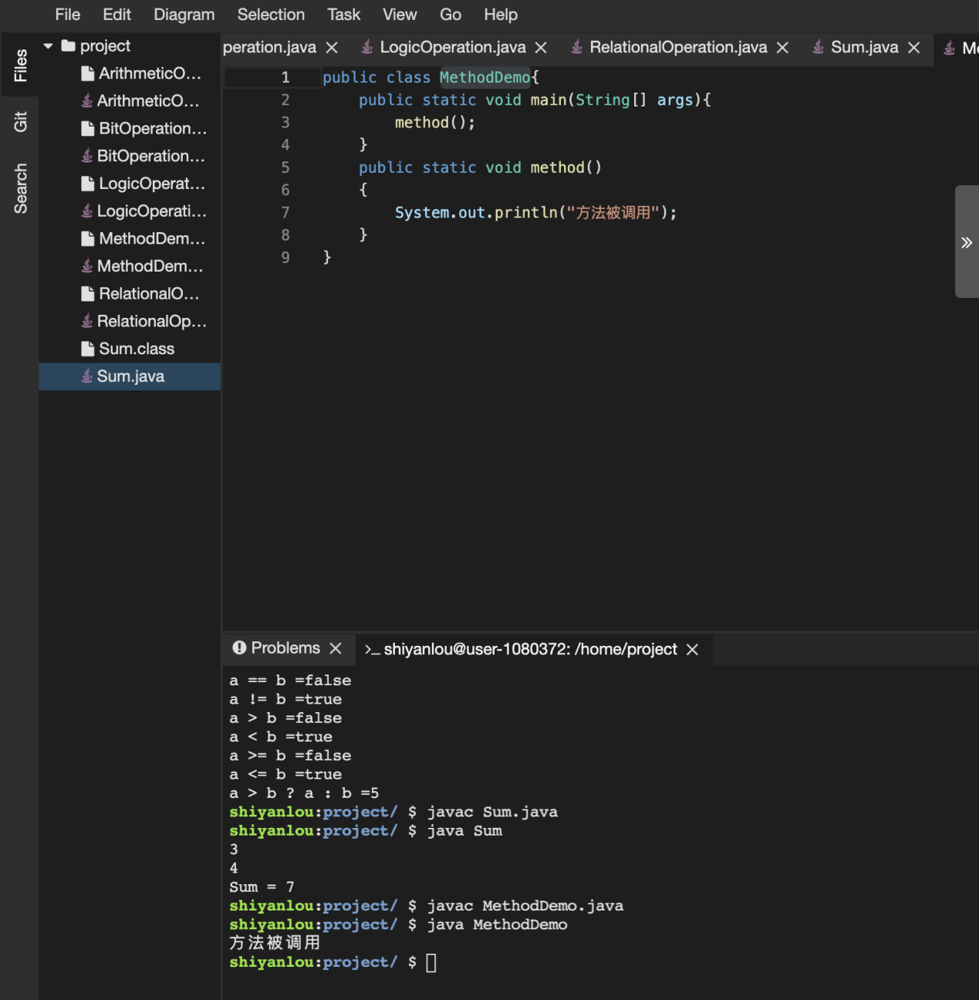 File Edit Diagram Selection Task View Go Help
Files
Git
Search
project
ArithmeticO...
ArithmeticO...
BitOperation...
BitOperation...
LogicOperat...
LogicOperati...
MethodDem...
MethodDem...
RelationalO...
RelationalOp...
Sum.class
Sum.java
peration.java LogicOperation.java RelationalOperation.java Sum.java
1 public class MethodDemo{
2 public static void main(String[] args){
3 method();
4 }
5 public static void method()
6 {
7 System.out.println("方法被调用");
8 }
9 }
Problems >_ shiyanlou@user-1080372: /home/project
a == b =false
a != b =true
a > b =false
a < b =true
a >= b =false
a <= b =true
a > b ? a : b =5
shiyanlou:project/ $ javac Sum.java
shiyanlou:project/ $ java Sum
3
4
Sum = 7
shiyanlou:project/ $ javac MethodDemo.java
shiyanlou:project/ $ java MethodDemo
方法被调用
shiyanlou:project/ $